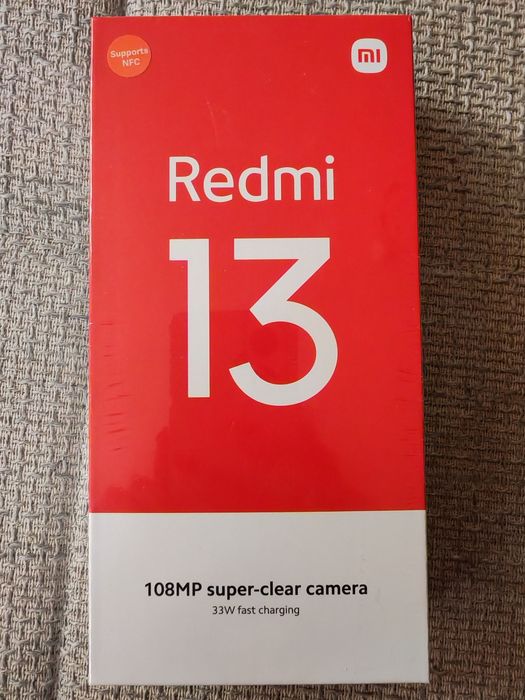 Supports
NFC
mi
Redmi
13
108MP super-clear camera
33W fast charging